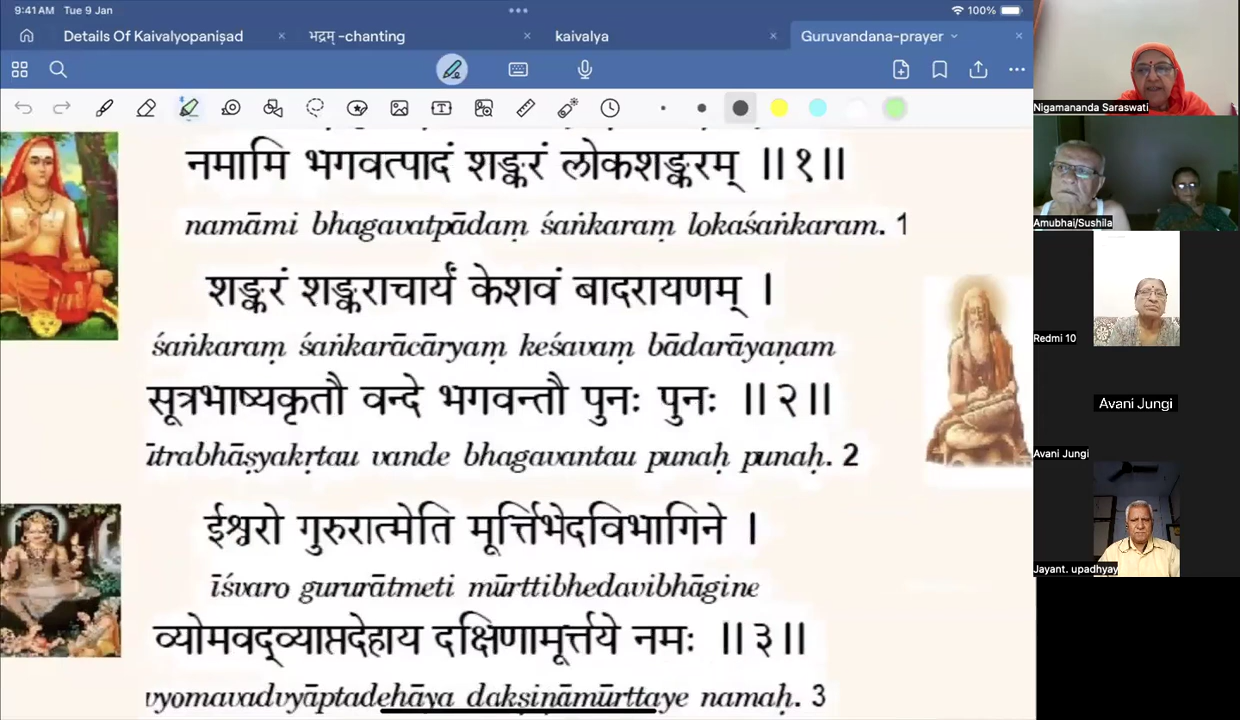 9:41 AM Tue 9 Jan
100%
Details Of Kaivalyopaniṣad
भद्रम् -chanting
kaivalya
Guruvandana-prayer
नमामि भगवत्पादं शङ्करं लोकशङ्करम् ॥१॥
namāmi bhagavatpādaṃ śaṅkaraṃ lokaśaṅkaram. 1
शङ्करं शङ्कराचार्यं केशवं बादरायणम् ।
śaṅkaraṃ śaṅkarācāryaṃ keśavaṃ bādarāyaṇam
सूत्रभाष्यकृतौ वन्दे भगवन्तौ पुनः पुनः ॥२॥
ūtrabhāṣyakṛtau vande bhagavantau punaḥ punaḥ. 2
ईश्वरो गुरुरात्मेति मूर्त्तिभेदविभागिने ।
īśvaro gururātmeti mūrttibhedavibhāgine
व्योमवद्व्याप्तदेहाय दक्षिणामूर्त्तये नमः ॥३॥
vyomavadvyāptadehāya dakṣiṇāmūrttaye namaḥ. 3
Nigamananda Saraswati
Amubhai/Sushila
Redmi 10
Avani Jungi
Avani Jungi
Jayant. upadhyay